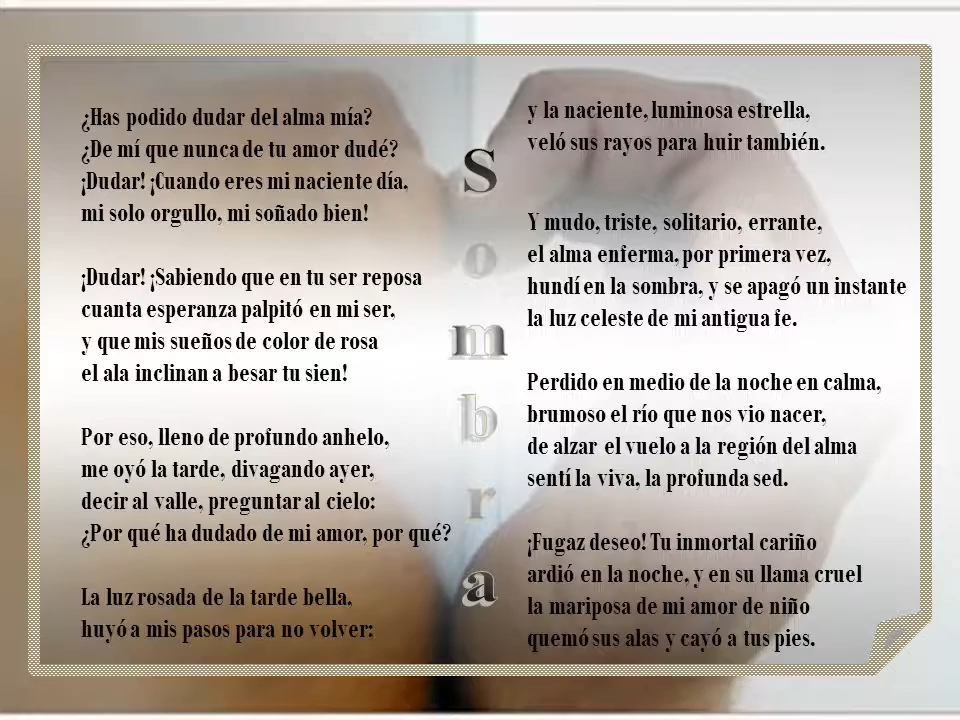 ¿Has podido dudar del alma mía?
¿De mí que nunca de tu amor dudé?
¡Dudar! ¡Cuando eres mi naciente día,
mi solo orgullo, mi soñado bien!
¡Dudar! ¡Sabiendo que en tu ser reposa
cuanta esperanza palpitó en mi ser,
y que mis sueños de color de rosa
el ala inclinan a besar tu sien!
Por eso, lleno de profundo anhelo,
me oyó la tarde, divagando ayer,
decir al valle, preguntar al cielo:
¿Por qué ha dudado de mi amor, por qué?
La luz rosada de la tarde bella,
huyó a mis pasos para no volver:
Sombra
y la naciente, luminosa estrella,
veló sus rayos para huir también.
Y mudo, triste, solitario, errante,
el alma enferma, por primera vez,
hundí en la sombra, y se apagó un instante
la luz celeste de mi antigua fe.
Perdido en medio de la noche en calma,
brumoso el río que nos vio nacer,
de alzar el vuelo a la región del alma
sentí la viva, la profunda sed.
¡Fugaz deseo! Tu inmortal cariño
ardió en la noche, y en su llama cruel
la mariposa de mi amor de niño
quemó sus alas y cayó a tus pies.